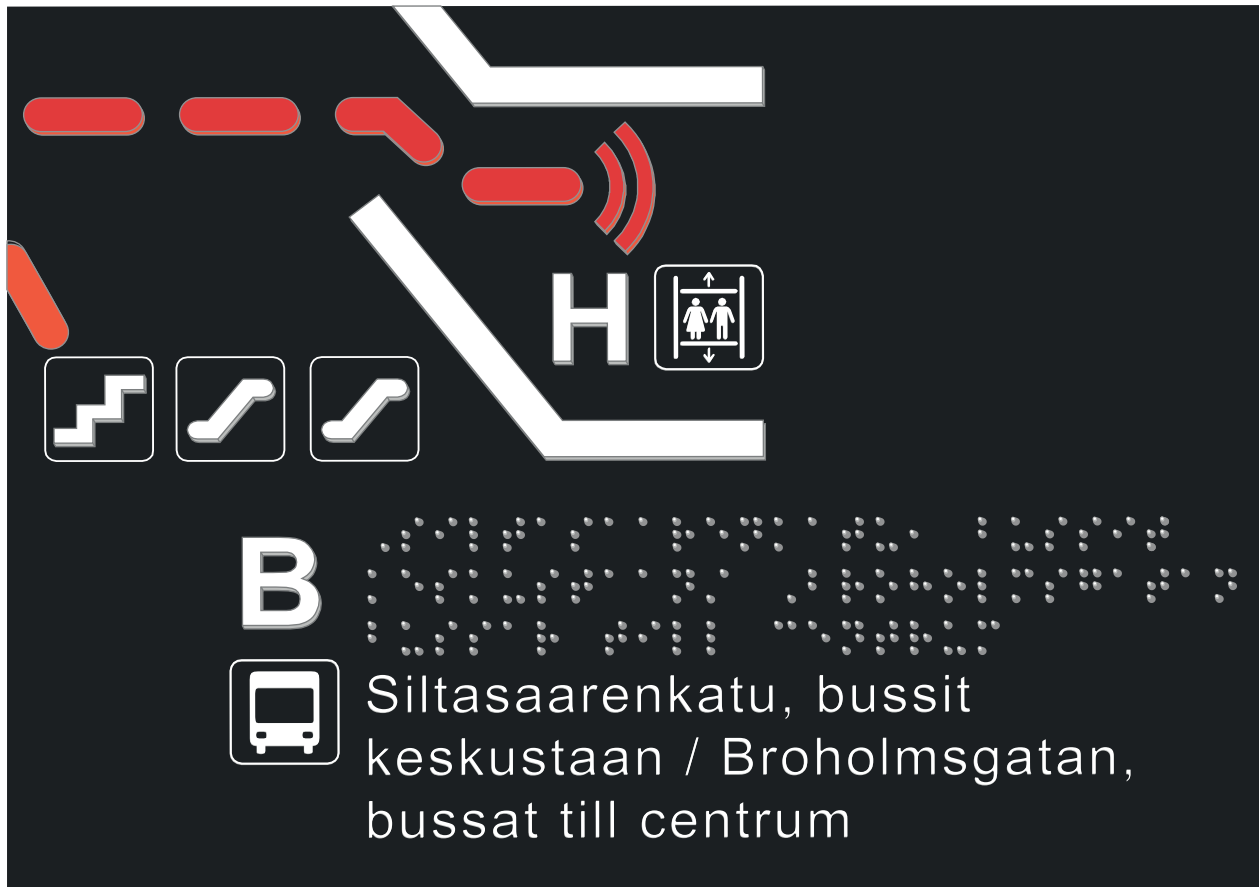 H
B
Siltasaarenkatu, bussit
keskustaan / Broholmsgatan,
bussat till centrum